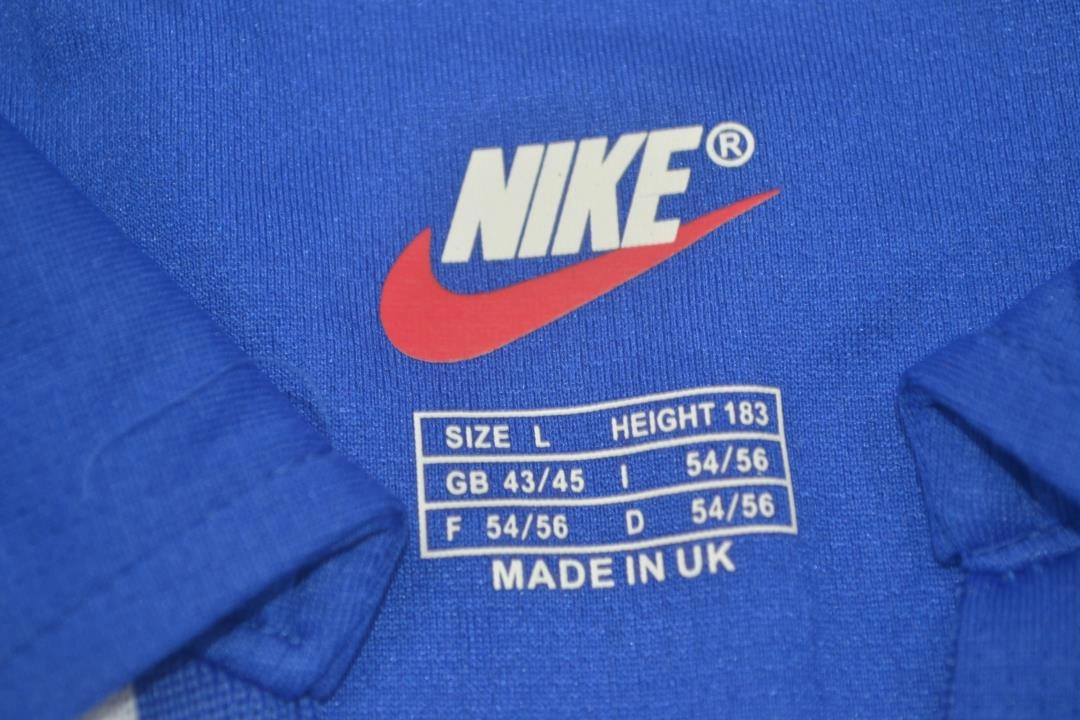 NIKE®
SIZE L HEIGHT 183
GB 43/45 I 54/56
F 54/56 D 54/56
MADE IN UK